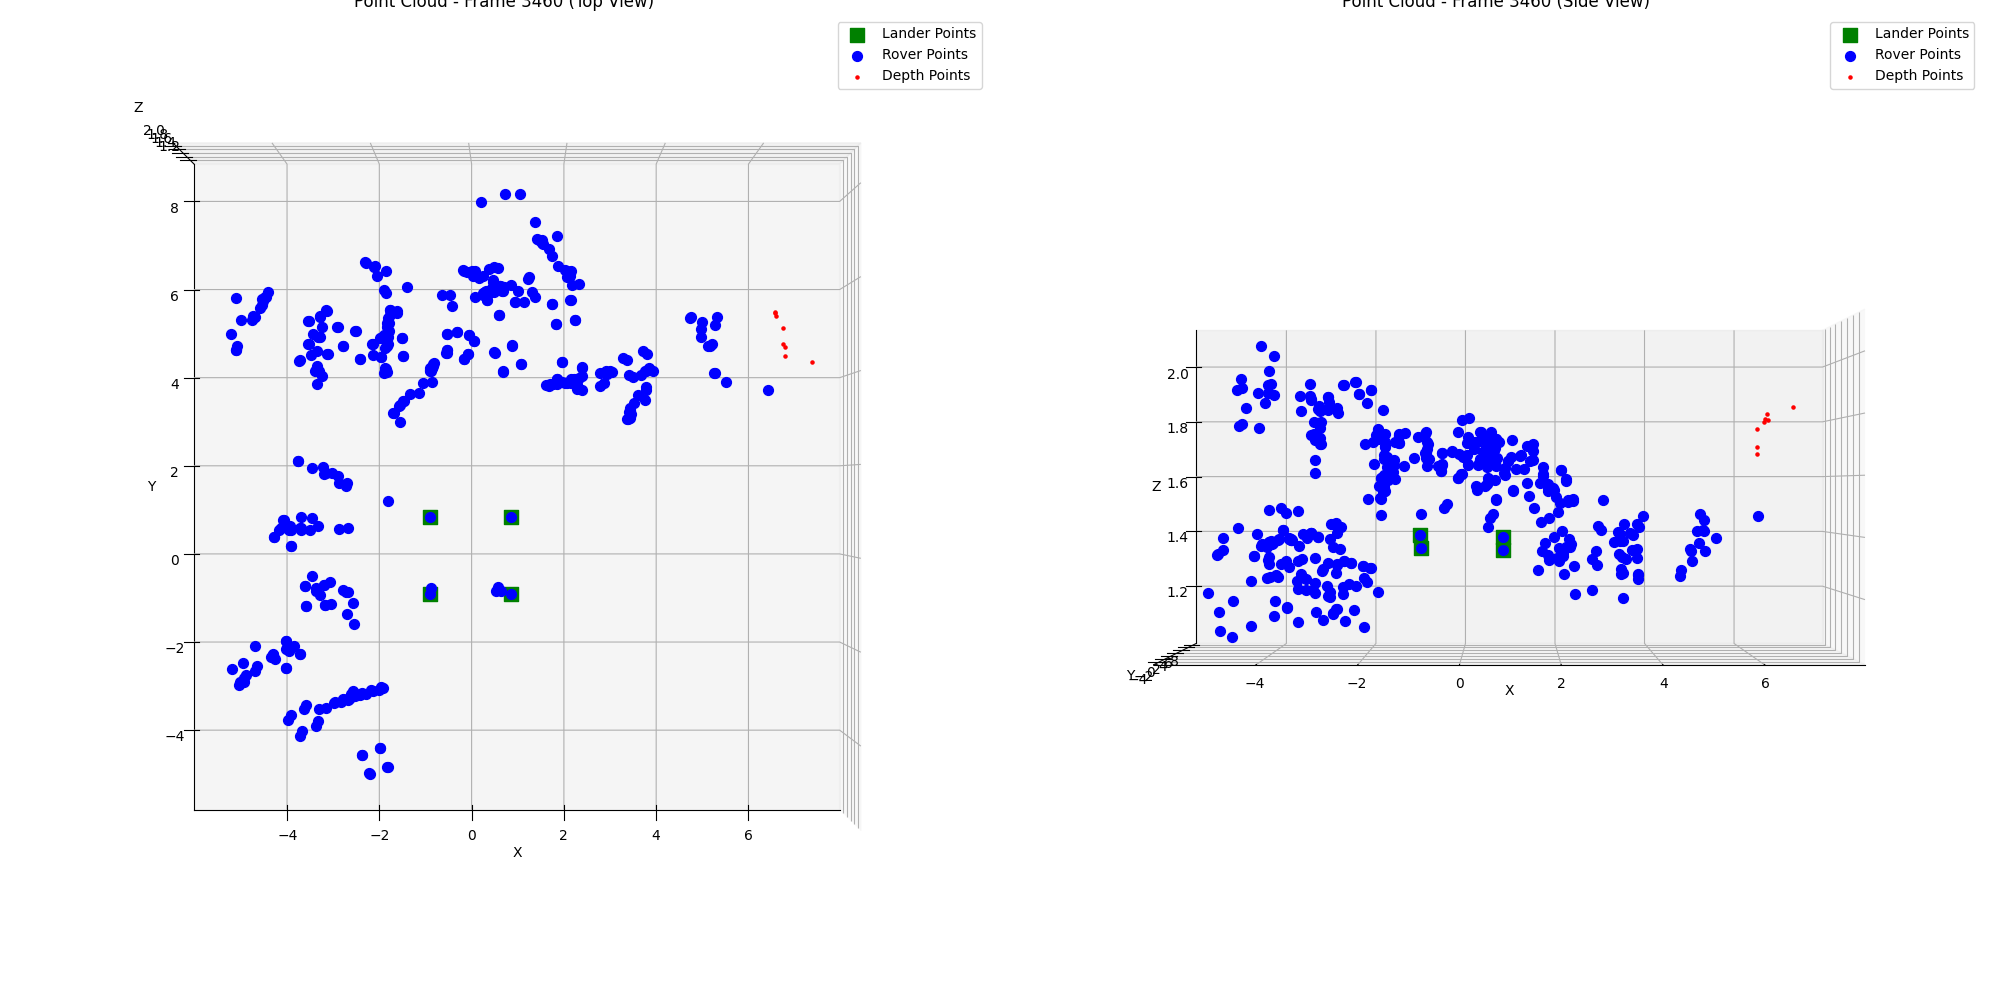 Point Cloud - Frame 3460 (Top View)
Lander Points
Rover Points
Depth Points
Z
2.0
8
6
4
2
0
−2
−4
Y
−4
−2
0
2
4
6
X
Point Cloud - Frame 3460 (Side View)
Lander Points
Rover Points
Depth Points
2.0
1.8
1.6
1.4
1.2
Z
Y
−4
−2
0
2
4
6
X